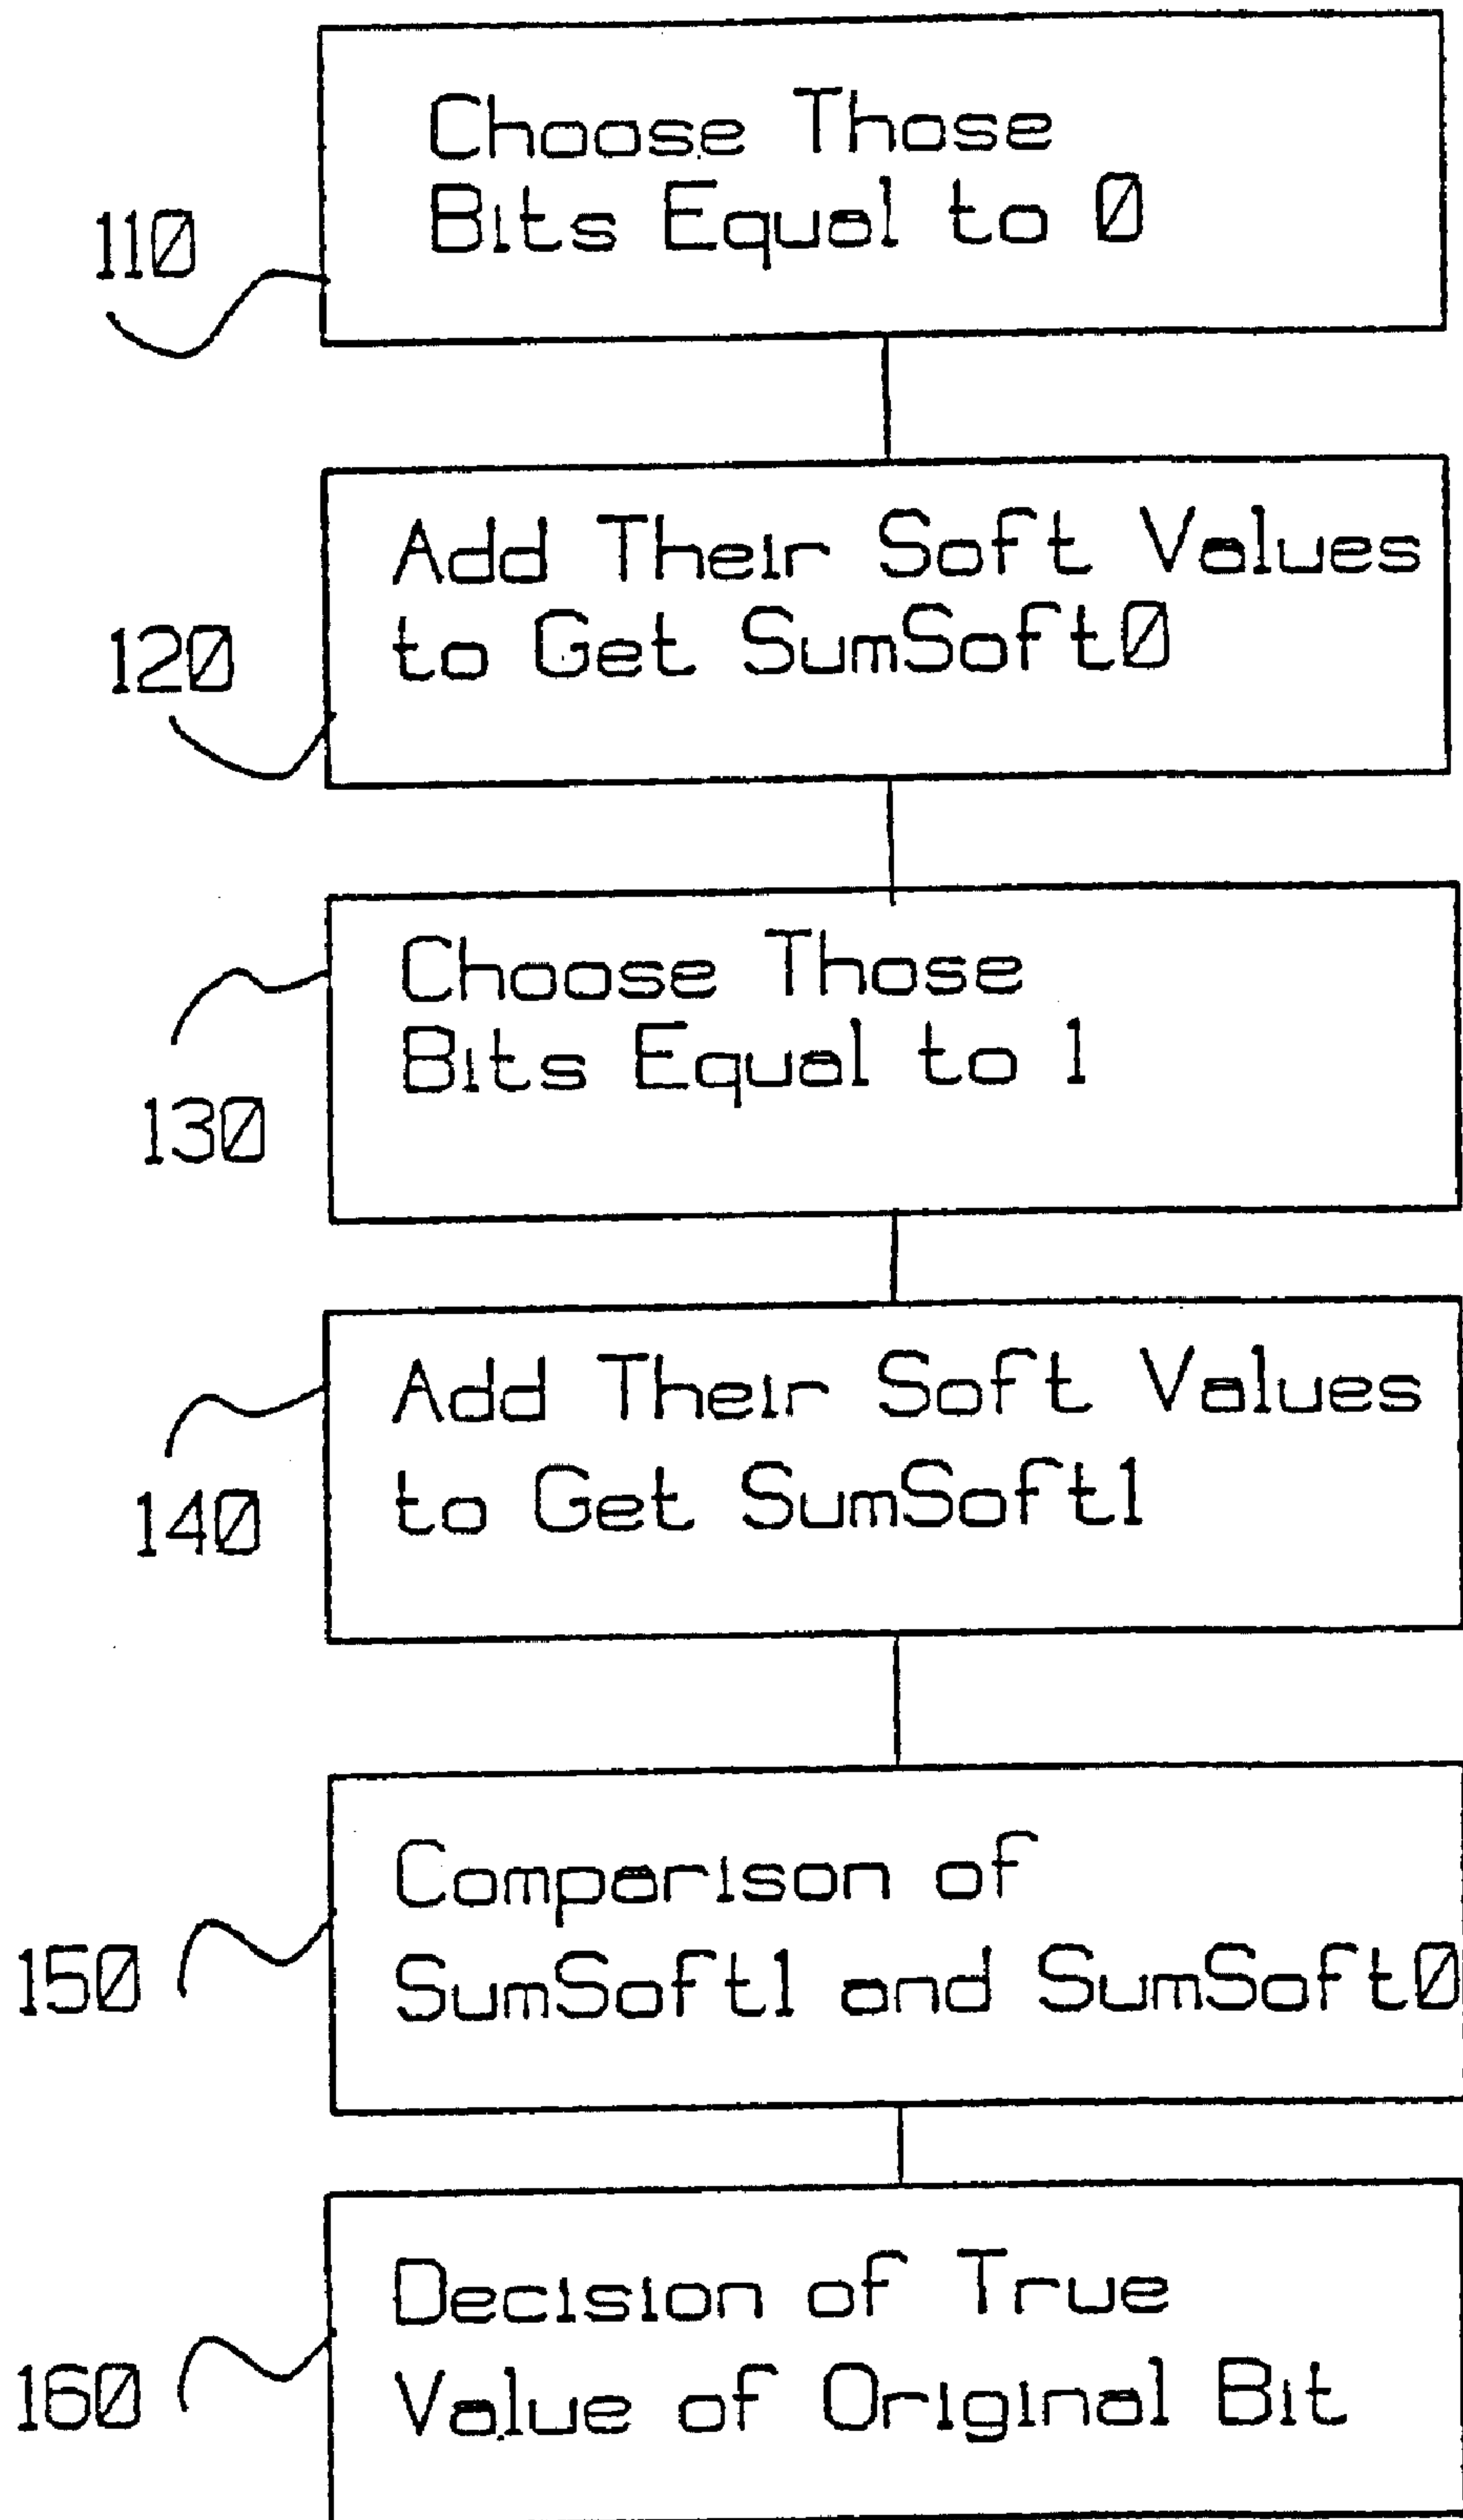 Choose Those
Bits Equal to 0
110
Add Their Soft Values
to Get SumSoft0
120
Choose Those
Bits Equal to 1
130
Add Their Soft Values
to Get SumSoft1
140
Comparison of
SumSoft1 and SumSoft0
150
Decision of True
Value of Original Bit
160